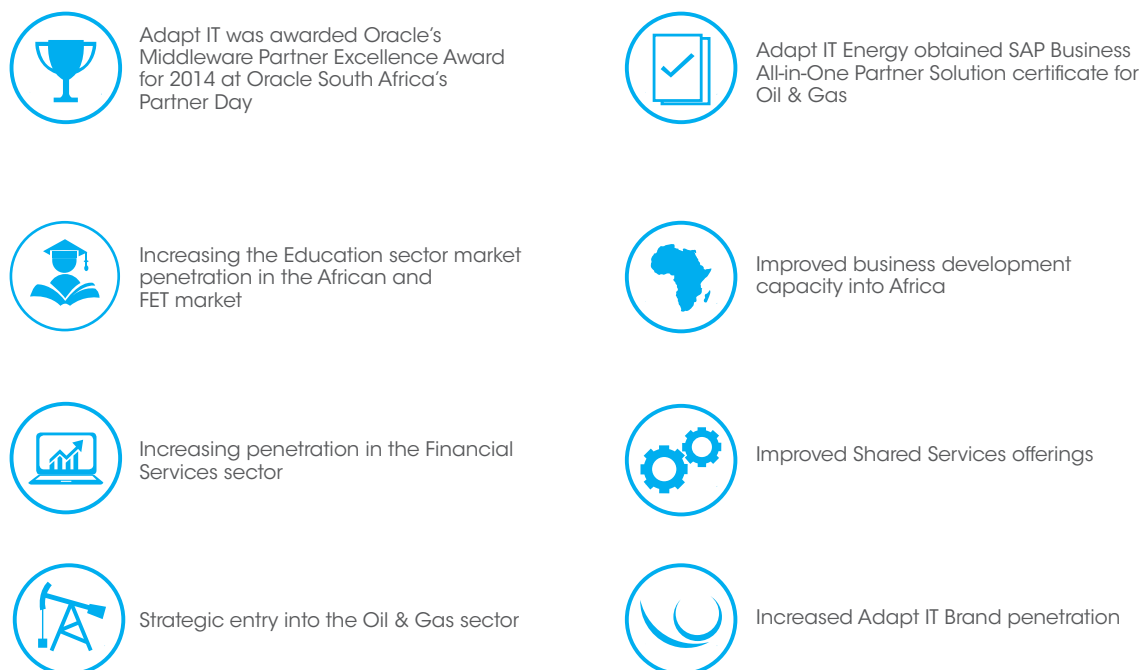 Adapt IT was awarded Oracle's
Middleware Partner Excellence Award
for 2014 at Oracle South Africa's
Partner Day
Adapt IT Energy obtained SAP Business
All-in-One Partner Solution certificate for
Oil & Gas
Increasing the Education sector market
penetration in the African and
FET market
Improved business development
capacity into Africa
Increasing penetration in the Financial
Services sector
Improved Shared Services offerings
Strategic entry into the Oil & Gas sector
Increased Adapt IT Brand penetration